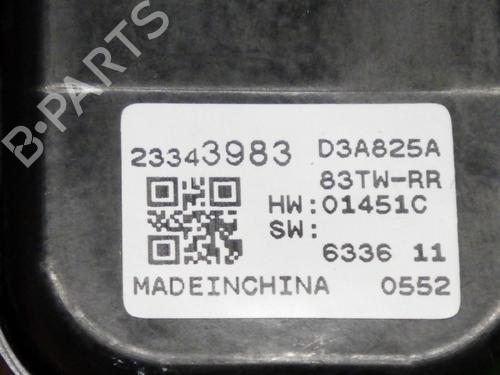 B-PARTS
23343983 D3A825A
83TW-RR
HW:01451C
SW:
6336 11
MADEINCHINA 0552